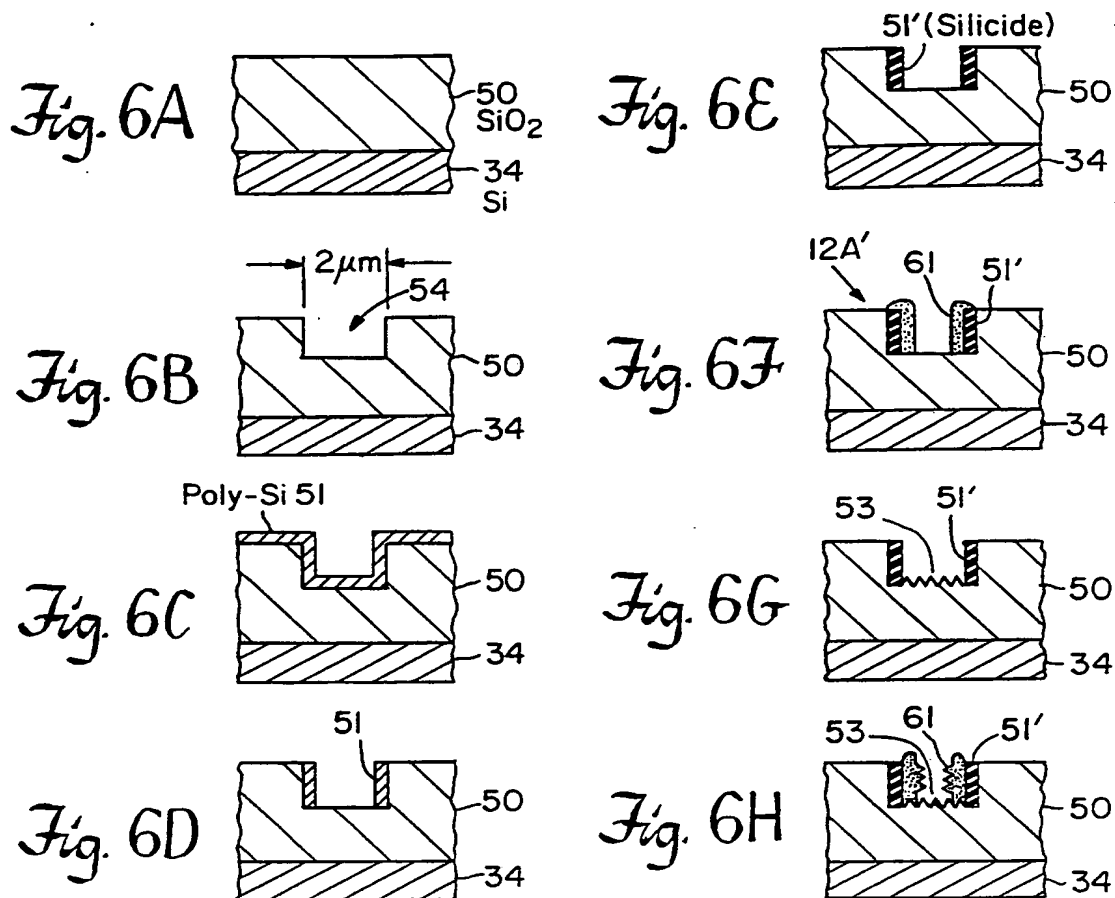 Fig. 6A
50
SiO2
34
Si
Fig. 6B
2μm
54
50
34
Fig. 6C
Poly-Si 51
50
34
Fig. 6D
51
50
34
Fig. 6E
51' (Silicide)
50
34
Fig. 6F
12A'
61
51'
50
34
Fig. 6G
53
51'
50
34
Fig. 6H
53
61
51'
50
34